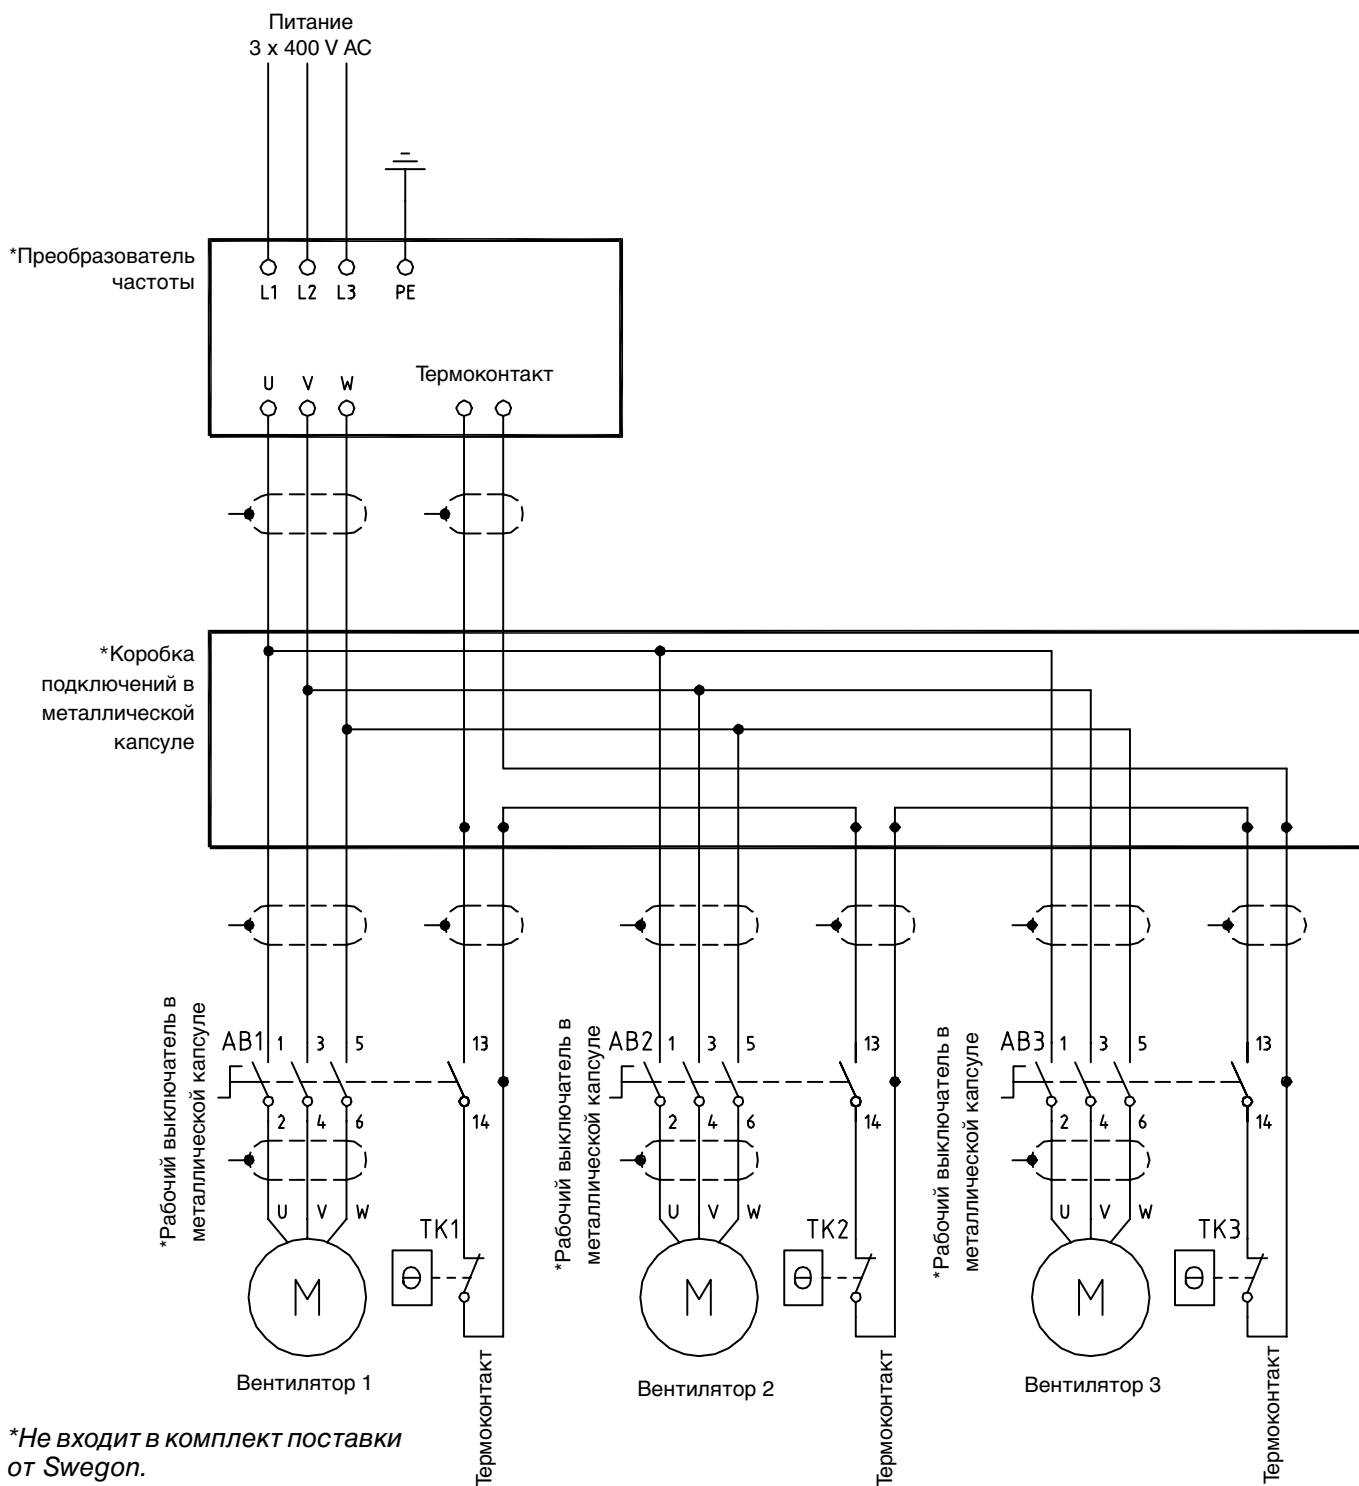 Питание
3 x 400 V AC
*Преобразователь
частоты
L1 L2 L3 PE
U V W Термоконтакт
*Коробка
подключений в
металлической
капсуле
*Рабочий выключатель в
металлической капсуле
AB1 1 3 5 13
2 4 6 14
U V W TK1
Θ
M
Вентилятор 1
Термоконтакт
*Рабочий выключатель в
металлической капсуле
AB2 1 3 5 13
2 4 6 14
U V W TK2
Θ
M
Вентилятор 2
Термоконтакт
*Рабочий выключатель в
металлической капсуле
AB3 1 3 5 13
2 4 6 14
U V W TK3
Θ
M
Вентилятор 3
Термоконтакт
*Не входит в комплект поставки
от Swegon.